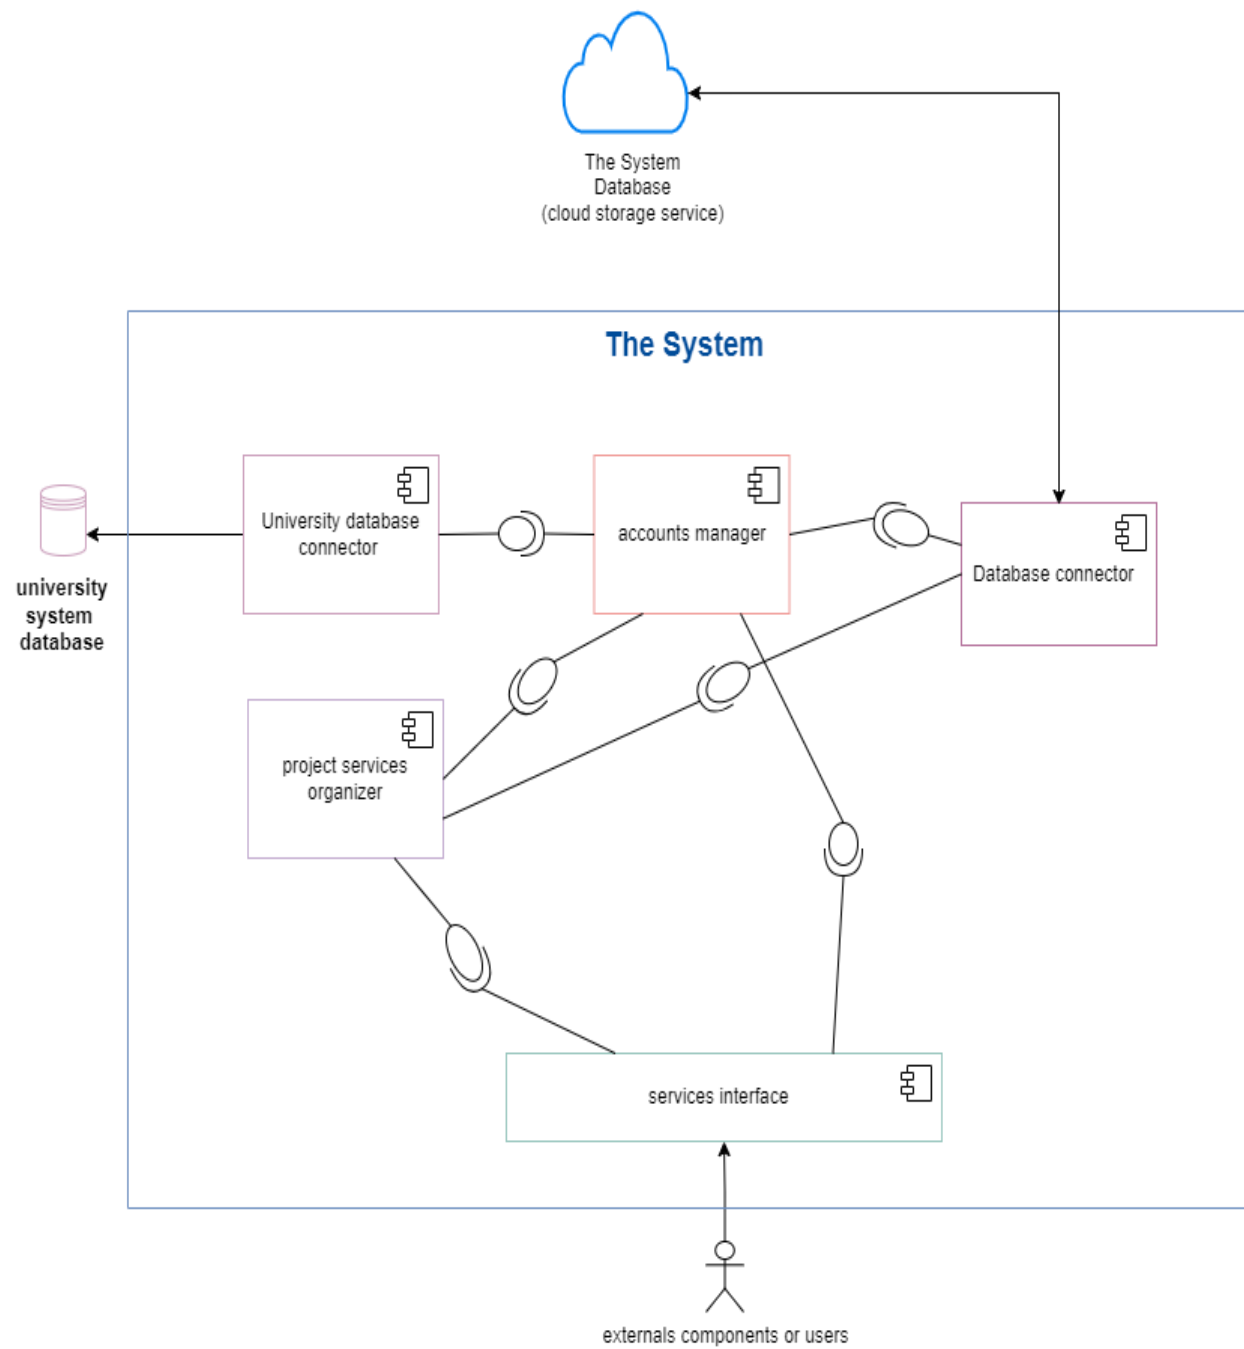 The System
Database
(cloud storage service)
The System
University database
connector
accounts manager
Database connector
university
system
database
project services
organizer
services interface
externals components or users